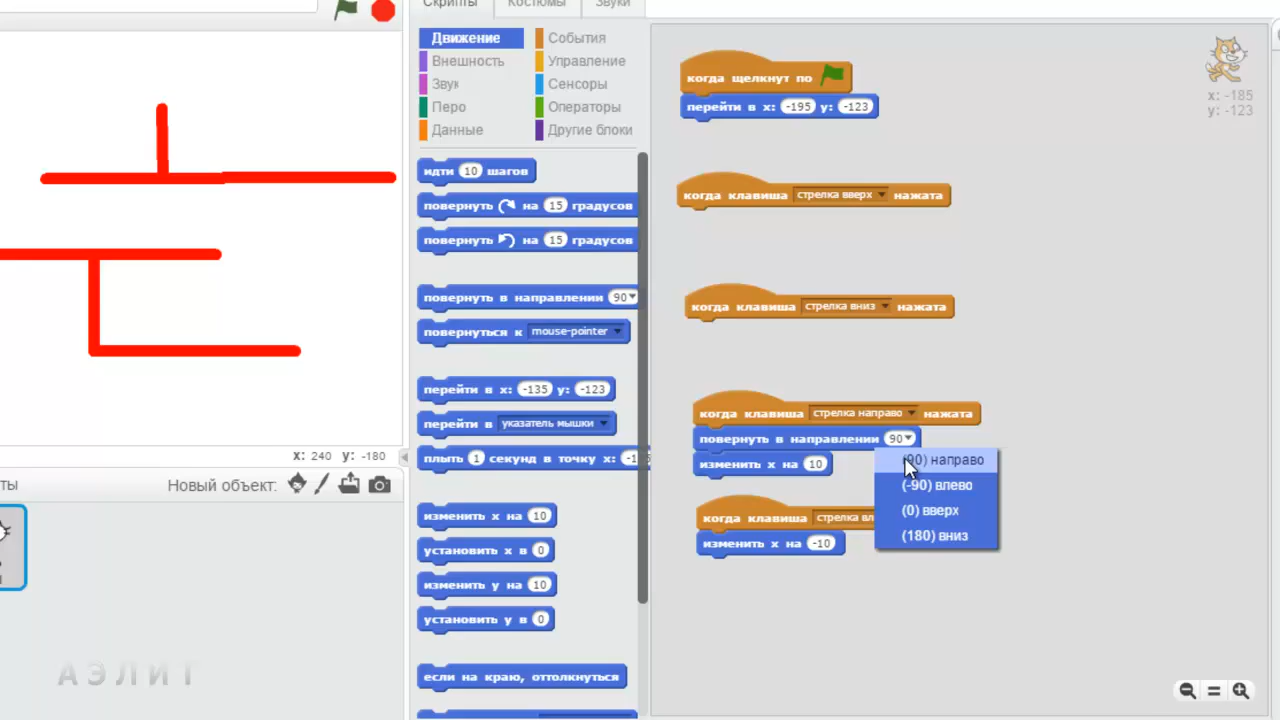 Скрипты Костюмы Звуки
Движение События
Внешность Управление
Звук Сенсоры
Перо Операторы
Данные Другие блоки
идти 10 шагов
повернуть на 15 градусов
повернуть на 15 градусов
повернуть в направлении 90
повернуться к mouse-pointer
перейти в x: -135 y: -123
перейти в указатель мышки
плыть 1 секунд в точку x:
изменить x на 10
установить x в 0
изменить y на 10
установить y в 0
если на краю, оттолкнуться
когда щелкнут по
перейти в x: -195 y: -123
x: -185
y: -123
когда клавиша стрелка вверх нажата
когда клавиша стрелка вниз нажата
когда клавиша стрелка направо нажата
повернуть в направлении 90
изменить x на 10
(90) направо
(-90) влево
(0) вверх
(180) вниз
когда клавиша стрелка вл
изменить x на -10
x: 240 y: -180
ты Новый объект:
АЭЛИТ